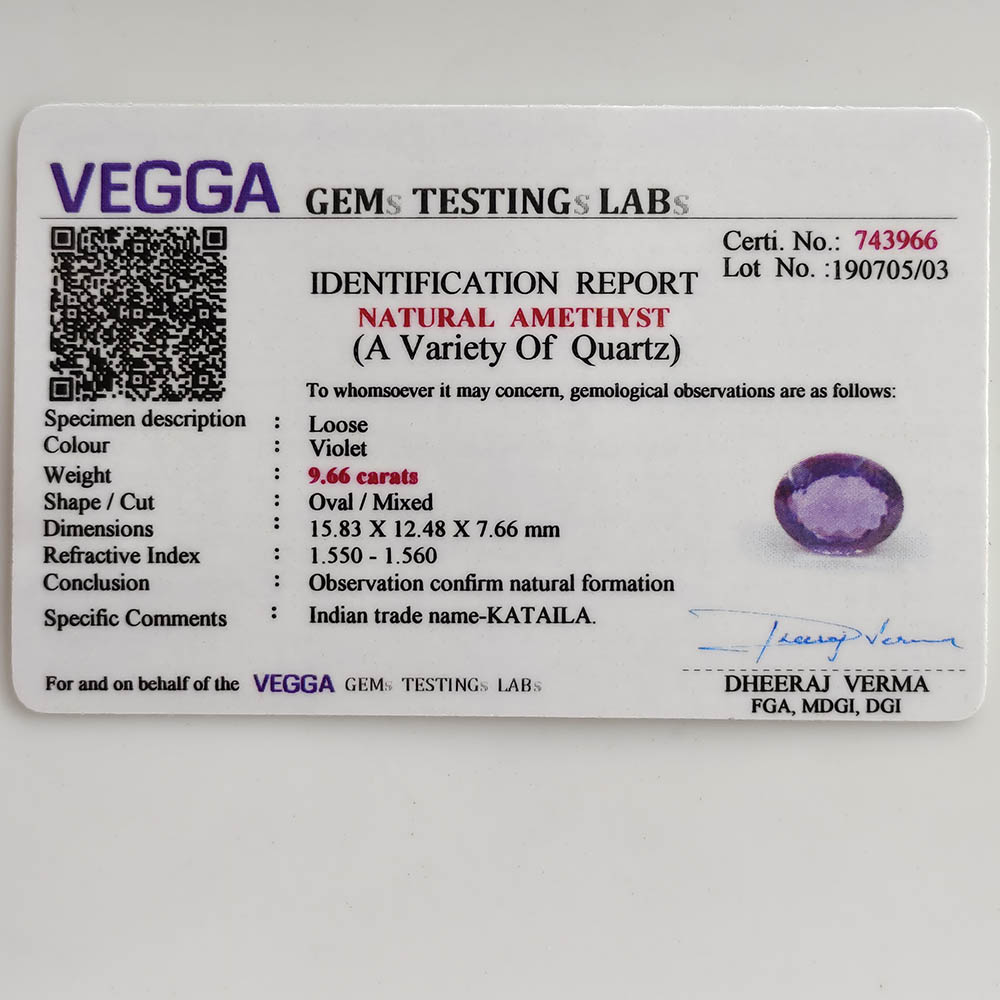 VEGGA GEMs TESTINGs LABs
Certi. No.: 743966
Lot No. :190705/03
IDENTIFICATION REPORT
NATURAL AMETHYST
(A Variety Of Quartz)
To whomsoever it may concern, gemological observations are as follows:
Specimen description : Loose
Colour : Violet
Weight : 9.66 carats
Shape / Cut : Oval / Mixed
Dimensions : 15.83 X 12.48 X 7.66 mm
Refractive Index : 1.550 - 1.560
Conclusion : Observation confirm natural formation
Specific Comments : Indian trade name-KATAILA.
Dheeraj Verma
For and on behalf of the VEGGA GEMs TESTINGs LABs
DHEERAJ VERMA
FGA, MDGI, DGI